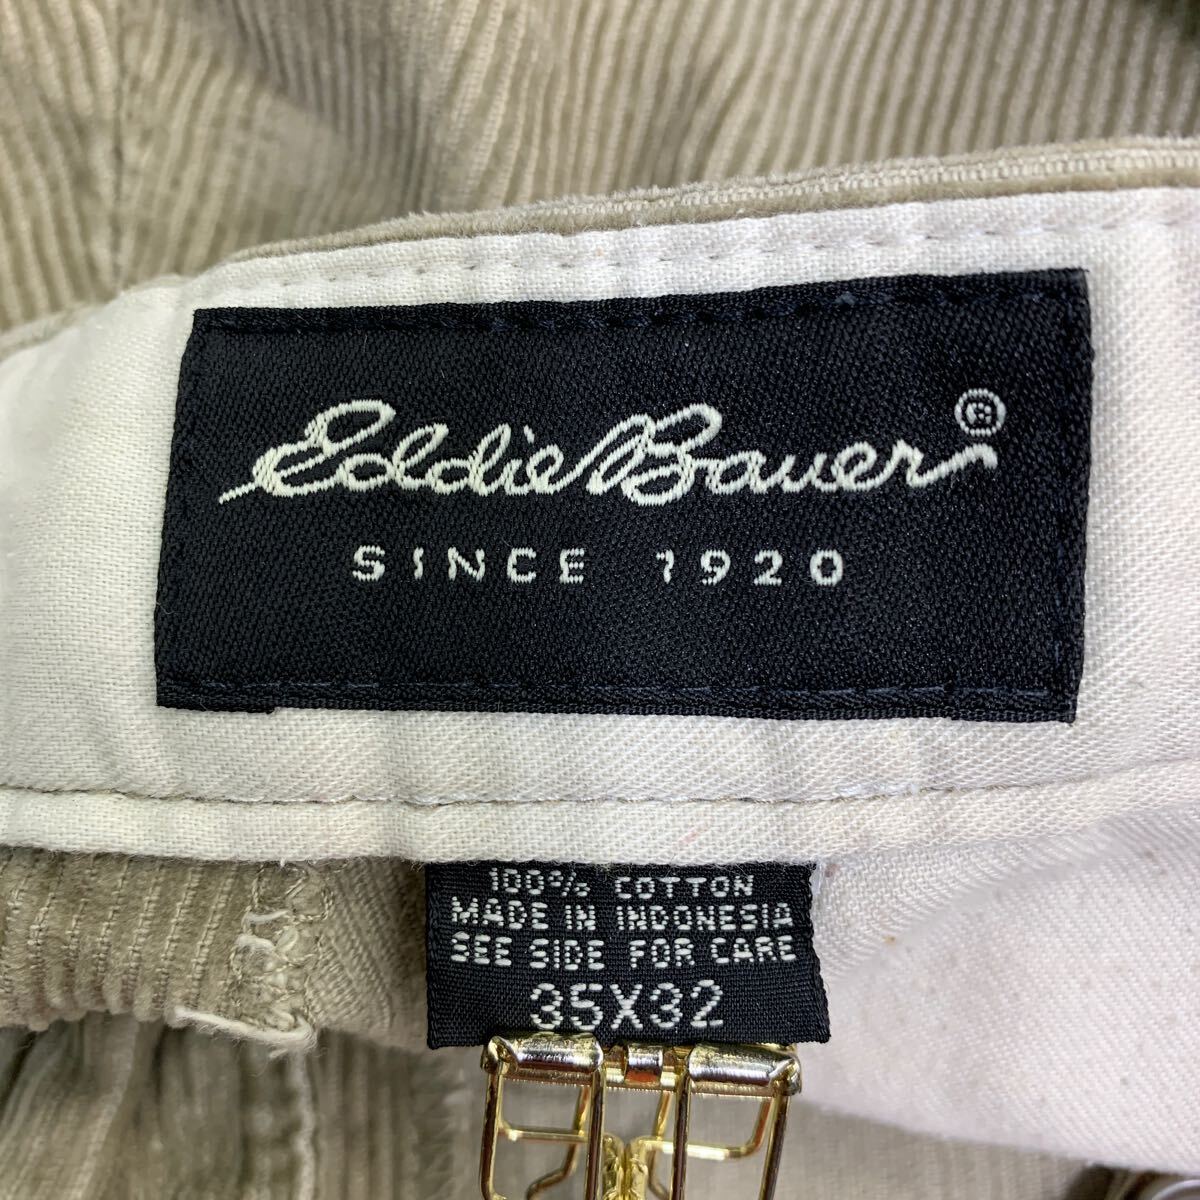 Eddie Bauer®
SINCE 1920
100% COTTON
MADE IN INDONESIA
SEE SIDE FOR CARE
35X32